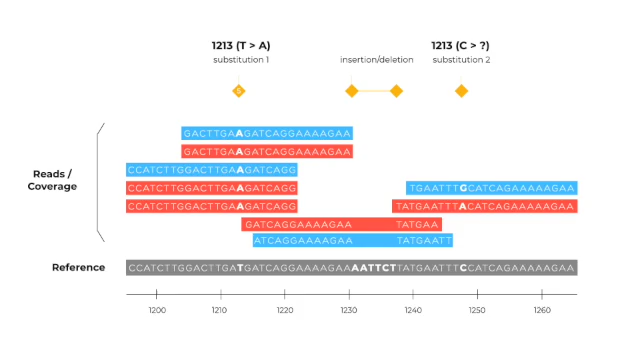 1213 (T > A)
1213 (C > ?)
substitution 1
insertion/deletion
substitution 2
S
GACTTGAAGATCAGGAAAAGAA
GACTTGAAGATCAGGAAAAGAA
Reads /
Coverage
CCATCTTGGACTTGAAGATCAGG
CCATCTTGGACTTGAAGATCAGG
TGAATTTGCATCAGAAAAAGAA
CCATCTTGGACTTGAAGATCAGG
TATGAATTTACATCAGAAAAAGAA
GATCAGGAAAAGAA
TATGAA
ATCAGGAAAAGAA
TATGAATT
Reference
CCATCTTGGACTTGATGATCAGGAAAAGAAAATTCTTATGAATTTCCATCAGAAAAAGAA
1200
1210
1220
1230
1240
1250
1260